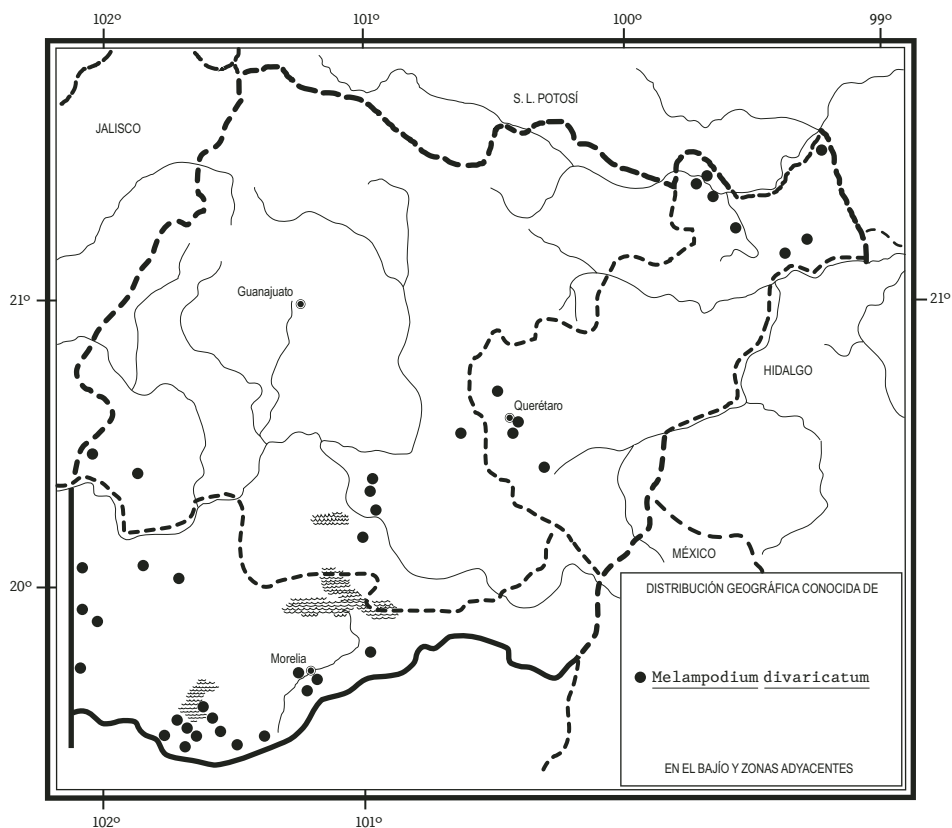 102º 101º 100º 99º
S. L. POTOSÍ
JALISCO
Guanajuato
21º 21º
HIDALGO
Querétaro
MÉXICO
20º
DISTRIBUCIÓN GEOGRÁFICA CONOCIDA DE
Morelia
Melampodium divaricatum
EN EL BAJÍO Y ZONAS ADYACENTES
102º 101º